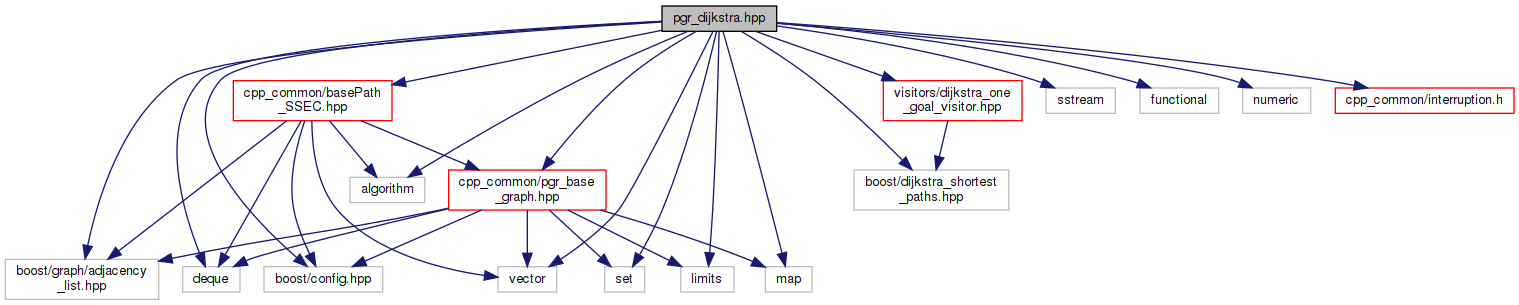 pgr_dijkstra.hpp
cpp_common/basePath
_SSEC.hpp
visitors/dijkstra_one
_goal_visitor.hpp
sstream
functional
numeric
cpp_common/interruption.h
algorithm
cpp_common/pgr_base
_graph.hpp
boost/dijkstra_shortest
_paths.hpp
boost/graph/adjacency
_list.hpp
deque
boost/config.hpp
vector
set
limits
map